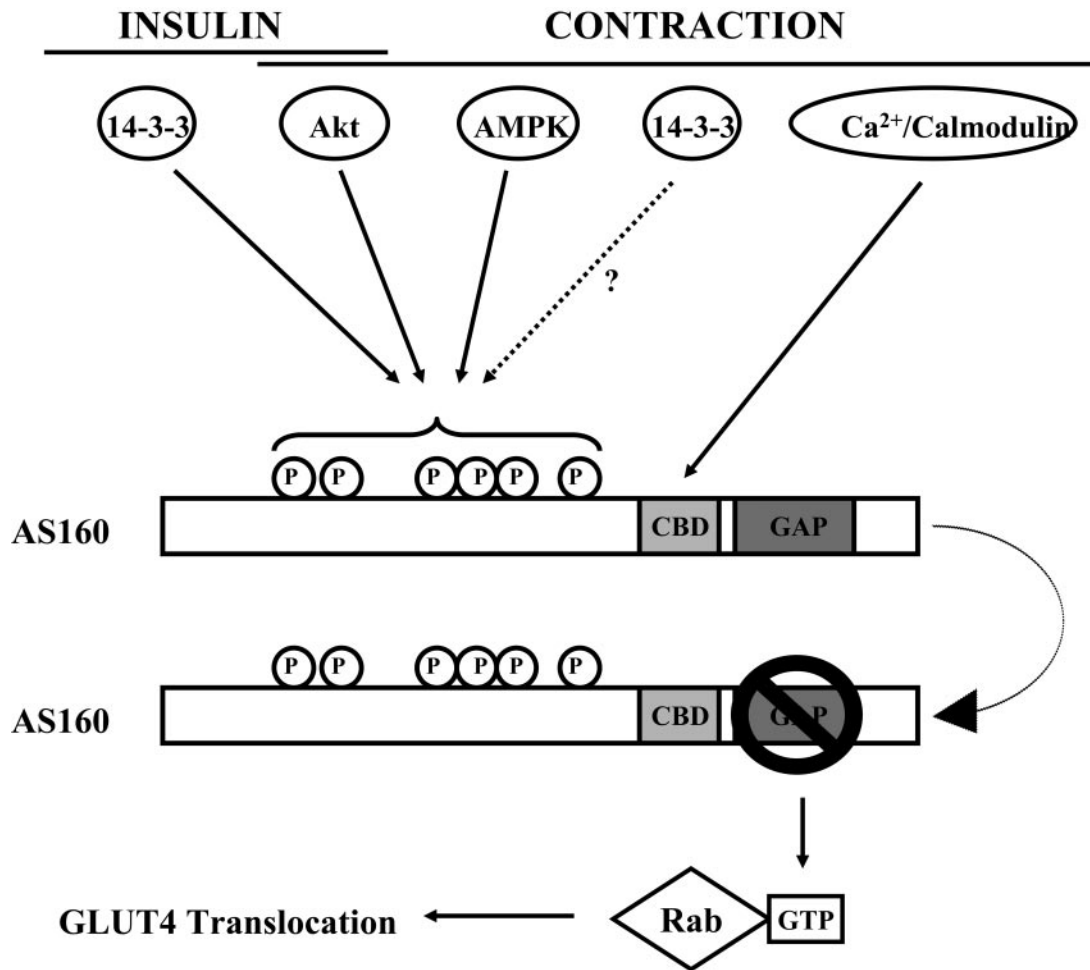 INSULIN CONTRACTION
14-3-3 Akt AMPK 14-3-3 Ca²⁺/Calmodulin
?
P P P P P P
AS160 CBD GAP
P P P P P P
AS160 CBD GAP
GLUT4 Translocation Rab GTP